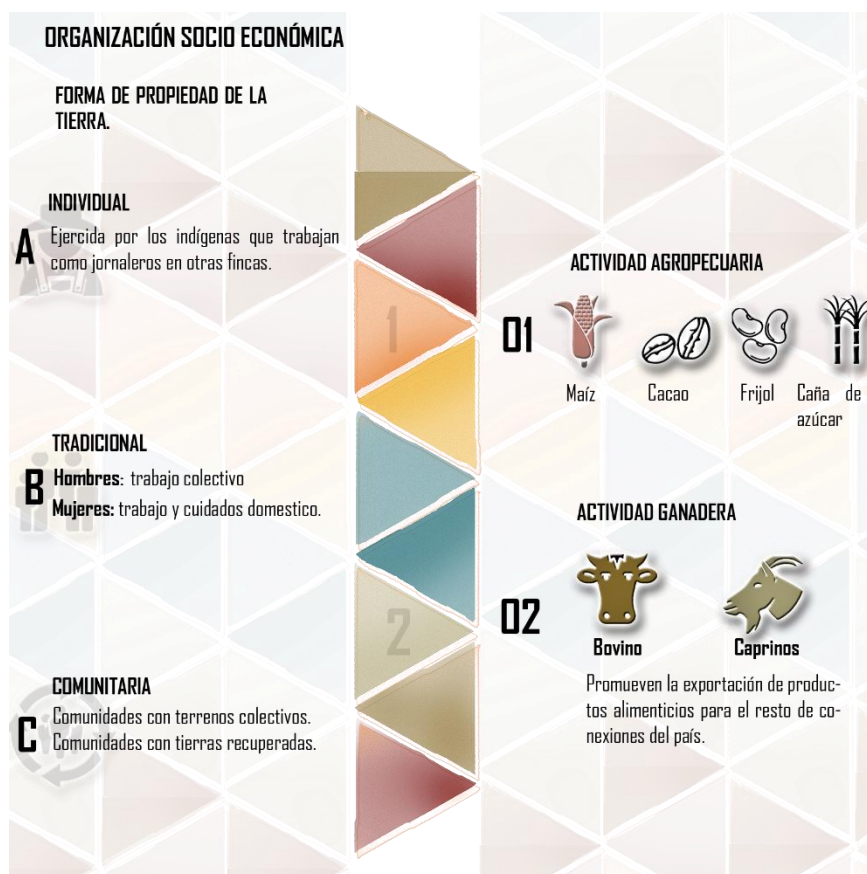 ORGANIZACIÓN SOCIO ECONÓMICA
FORMA DE PROPIEDAD DE LA
TIERRA.
INDIVIDUAL
A
Ejercida por los indígenas que trabajan
como jornaleros en otras fincas.
TRADICIONAL
B
Hombres: trabajo colectivo
Mujeres: trabajo y cuidados domestico.
COMUNITARIA
C
Comunidades con terrenos colectivos.
Comunidades con tierras recuperadas.
1
2
ACTIVIDAD AGROPECUARIA
01
Maíz
Cacao
Frijol
Caña de
azúcar
ACTIVIDAD GANADERA
02
Bovino
Caprinos
Promueven la exportación de produc-
tos alimenticios para el resto de co-
nexiones del país.